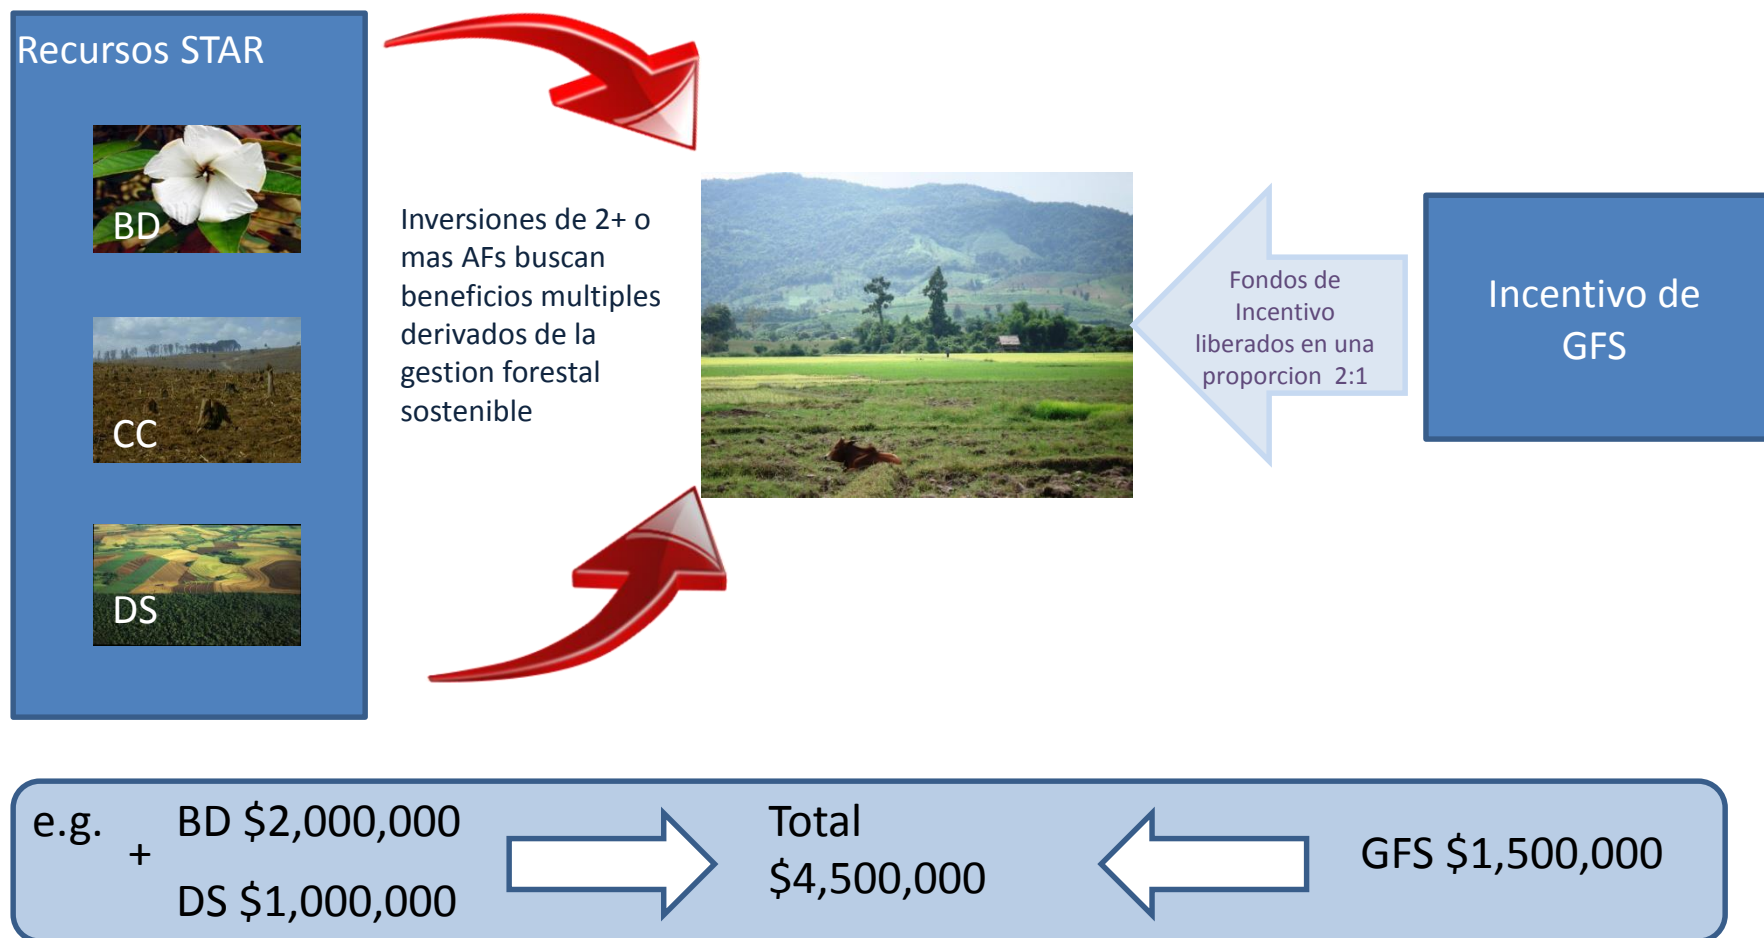 Recursos STAR
BD
CC
DS
Inversiones de 2+ o
mas AFs buscan
beneficios multiples
derivados de la
gestion forestal
sostenible
Fondos de
Incentivo
liberados en una
proporcion 2:1
Incentivo de
GFS
e.g.
+
BD $2,000,000
DS $1,000,000
Total
$4,500,000
GFS $1,500,000